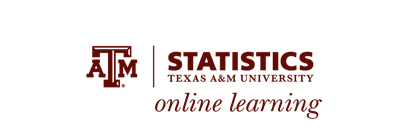 ATM® STATISTICS
TEXAS A&M UNIVERSITY
online learning